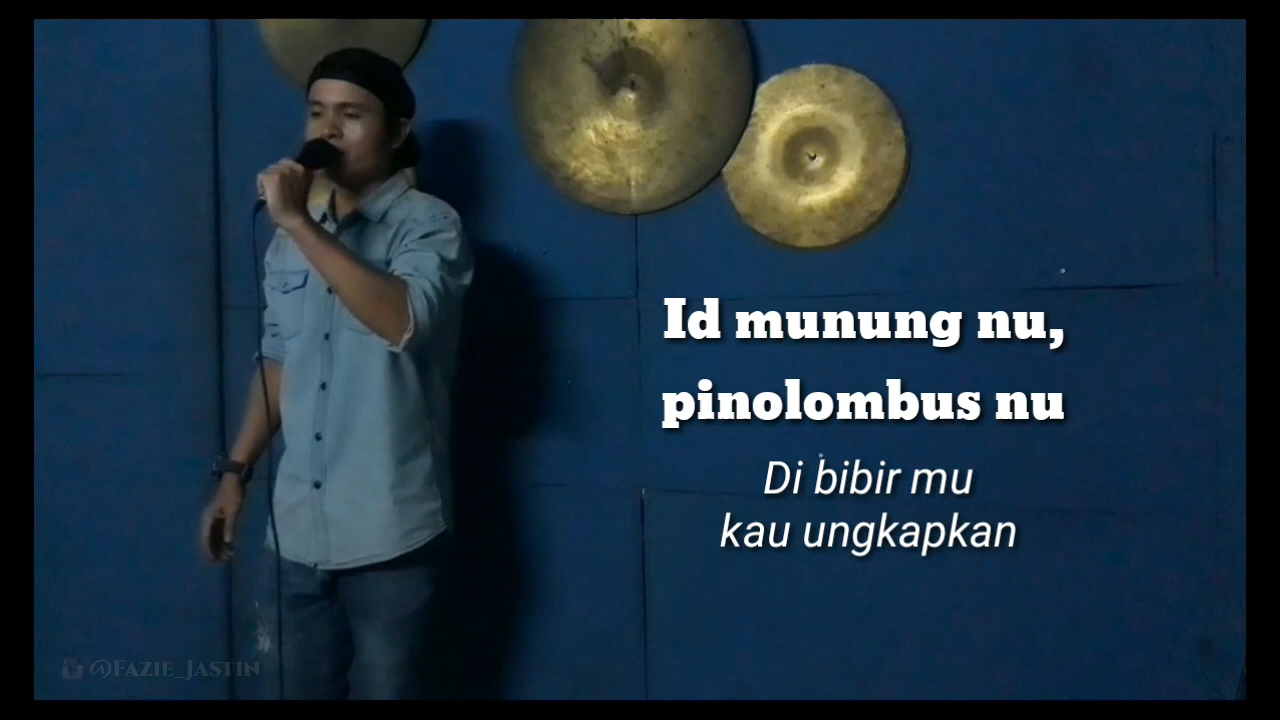 Id munung nu,
pinolombus nu
Di bibir mu
kau ungkapkan
@Fazie_Jastin